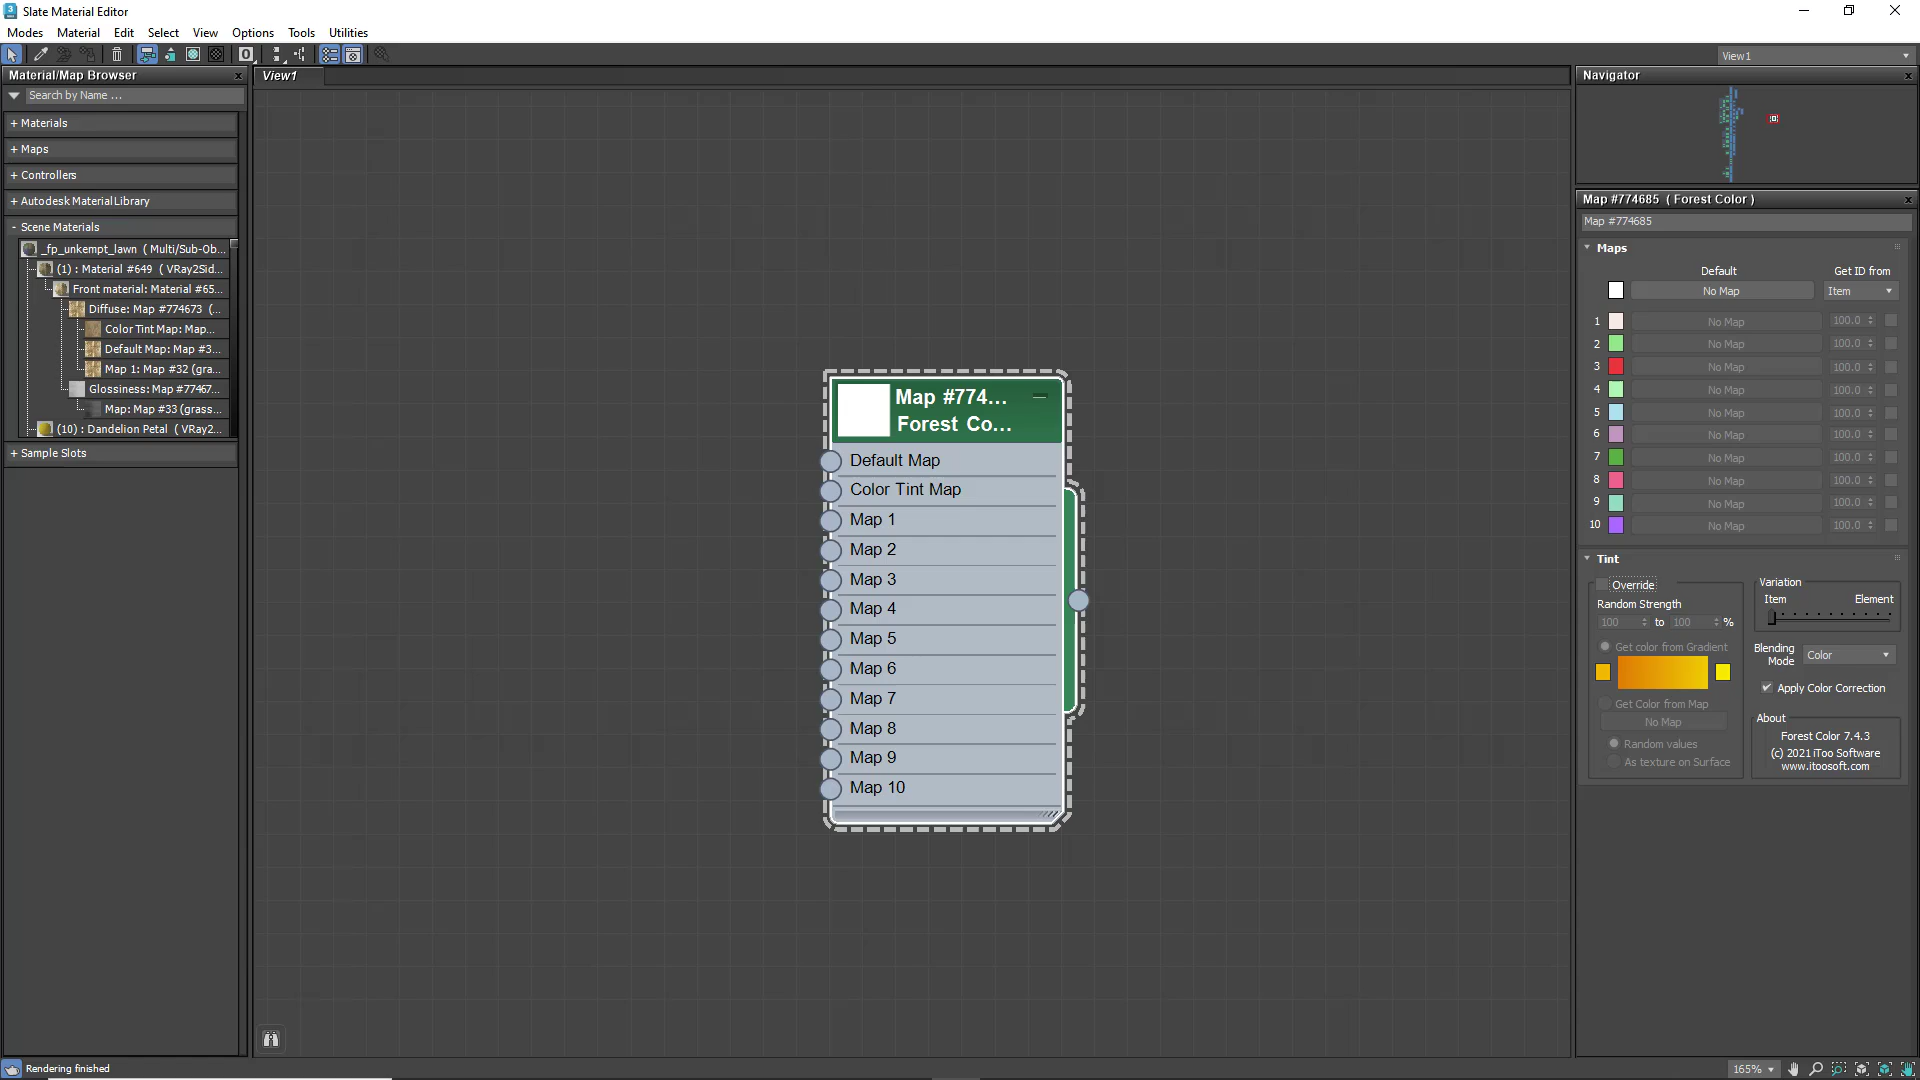 Slate Material Editor
Modes Material Edit Select View Options Tools Utilities
View1
Material/Map Browser
Search by Name ...
+ Materials
+ Maps
+ Controllers
+ Autodesk Material Library
- Scene Materials
_fp_unkempt_lawn ( Multi/Sub-Ob...
(1) : Material #649 ( VRay2Sid...
Front material: Material #65...
Diffuse: Map #774673 (...
Color Tint Map: Map...
Default Map: Map #3...
Map 1: Map #32 (gra...
Glossiness: Map #77467...
Map: Map #33 (grass...
(10) : Dandelion Petal ( VRay2...
+ Sample Slots
View1
Map #774...
Forest Co...
Default Map
Color Tint Map
Map 1
Map 2
Map 3
Map 4
Map 5
Map 6
Map 7
Map 8
Map 9
Map 10
Navigator
Map #774685 ( Forest Color )
Map #774685
Maps
Default Get ID from
No Map Item
1 No Map 100.0
2 No Map 100.0
3 No Map 100.0
4 No Map 100.0
5 No Map 100.0
6 No Map 100.0
7 No Map 100.0
8 No Map 100.0
9 No Map 100.0
10 No Map 100.0
Tint
Override
Random Strength
100 to 100 %
Get color from Gradient
Get Color from Map
No Map
Random values
As texture on Surface
Variation
Item Element
Blending
Mode Color
Apply Color Correction
About
Forest Color 7.4.3
(c) 2021 iToo Software
www.itoosoft.com
Rendering finished
165%